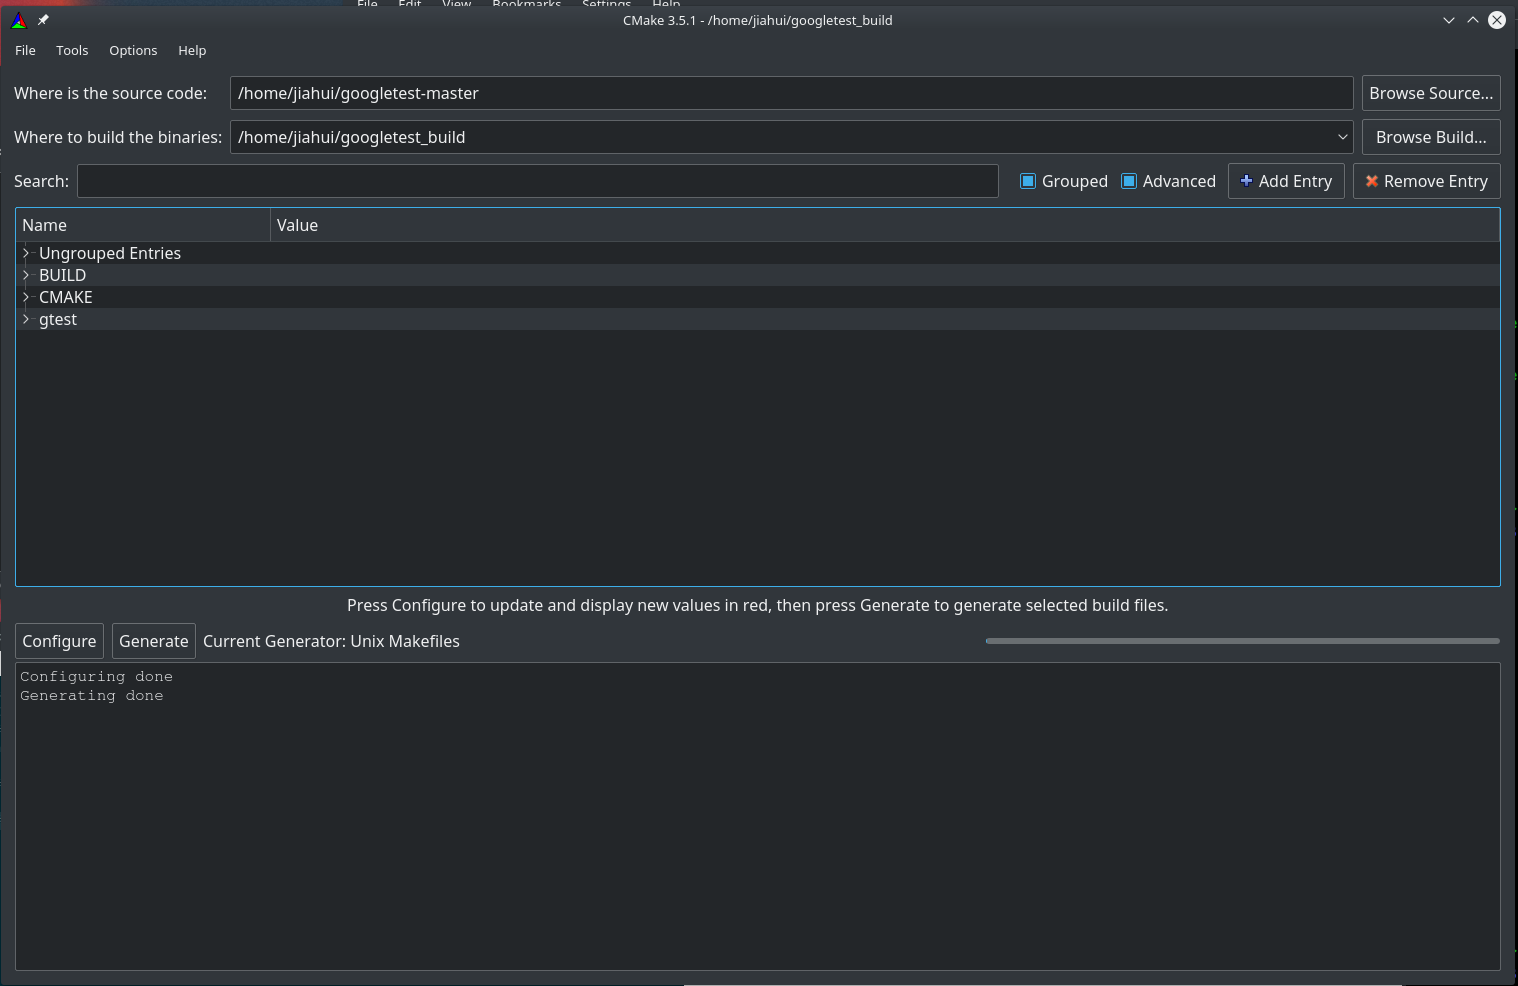 File Edit View Bookmarks Settings Help
CMake 3.5.1 - /home/jiahui/googletest_build
File Tools Options Help
Where is the source code: /home/jiahui/googletest-master Browse Source...
Where to build the binaries: /home/jiahui/googletest_build Browse Build...
Search: Grouped Advanced Add Entry Remove Entry
Name Value
Ungrouped Entries
BUILD
CMAKE
gtest
Press Configure to update and display new values in red, then press Generate to generate selected build files.
Configure Generate Current Generator: Unix Makefiles
Configuring done
Generating done